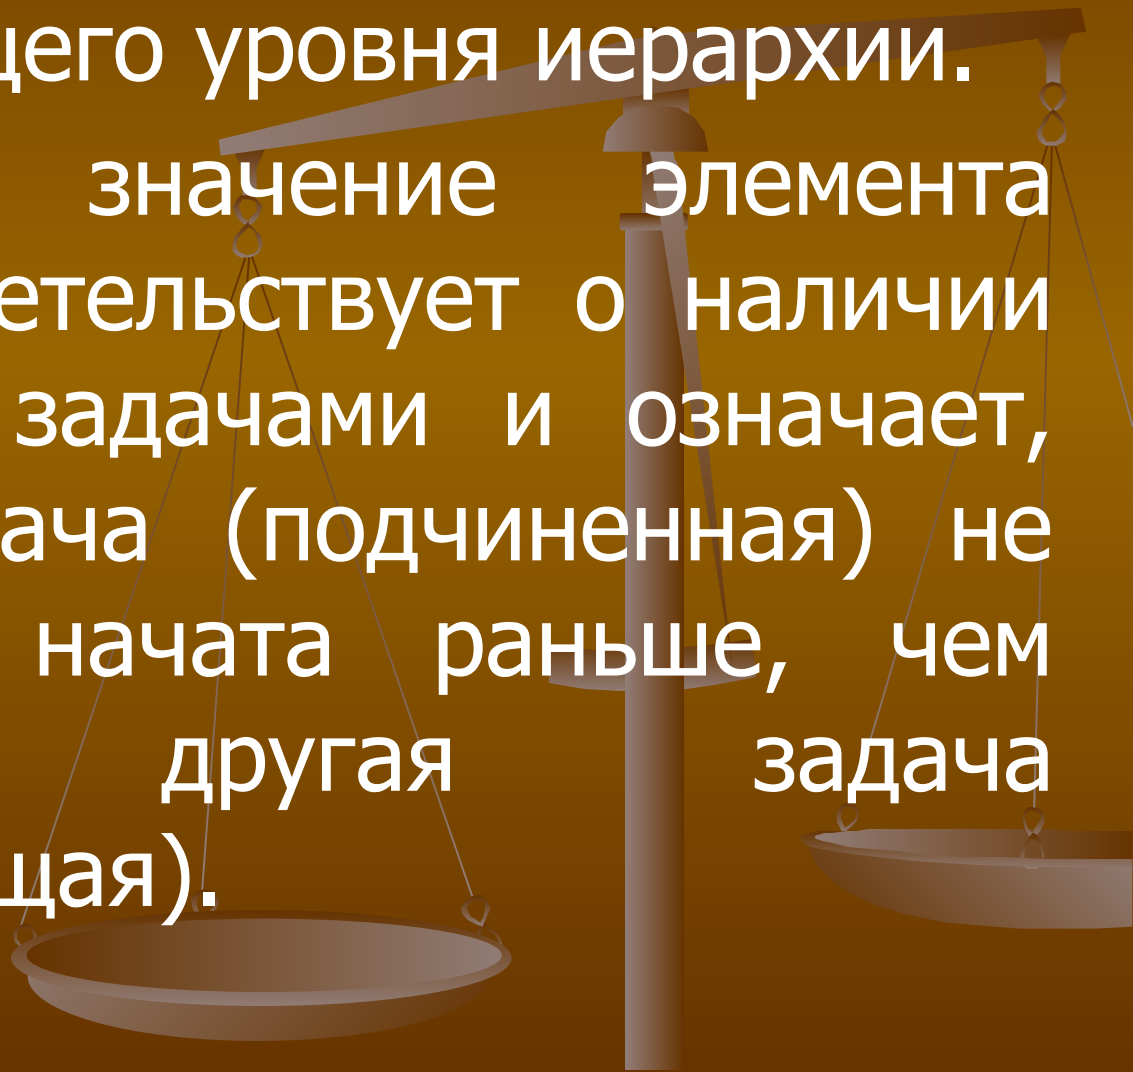 щего уровня иерархии.
значение элемента
етельствует о наличии
задачами и означает,
ача (подчиненная) не
начата раньше, чем
другая задача
щая).